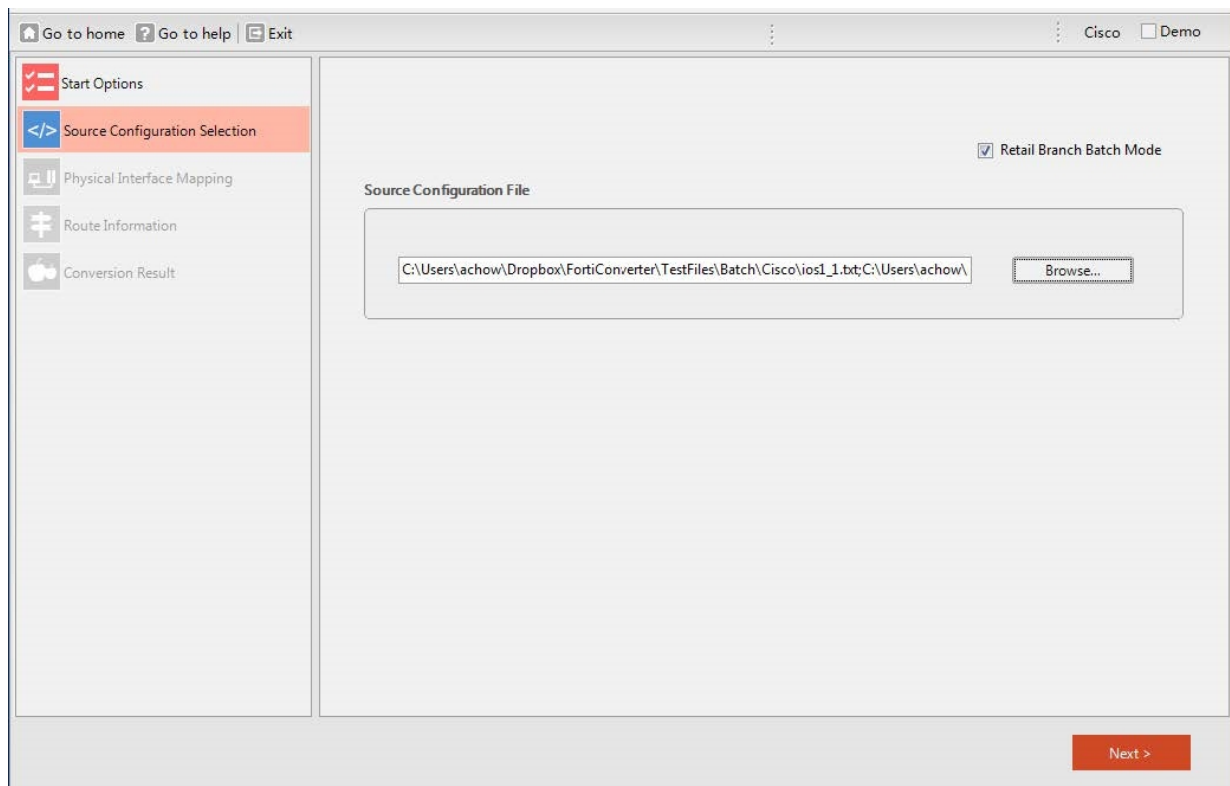 Go to home Go to help Exit Cisco Demo
Start Options
</> Source Configuration Selection
Physical Interface Mapping
Route Information
Conversion Result
Retail Branch Batch Mode
Source Configuration File
C:\Users\achow\Dropbox\FortiConverter\TestFiles\Batch\Cisco\ios1_1.txt;C:\Users\achow\ Browse...
Next >